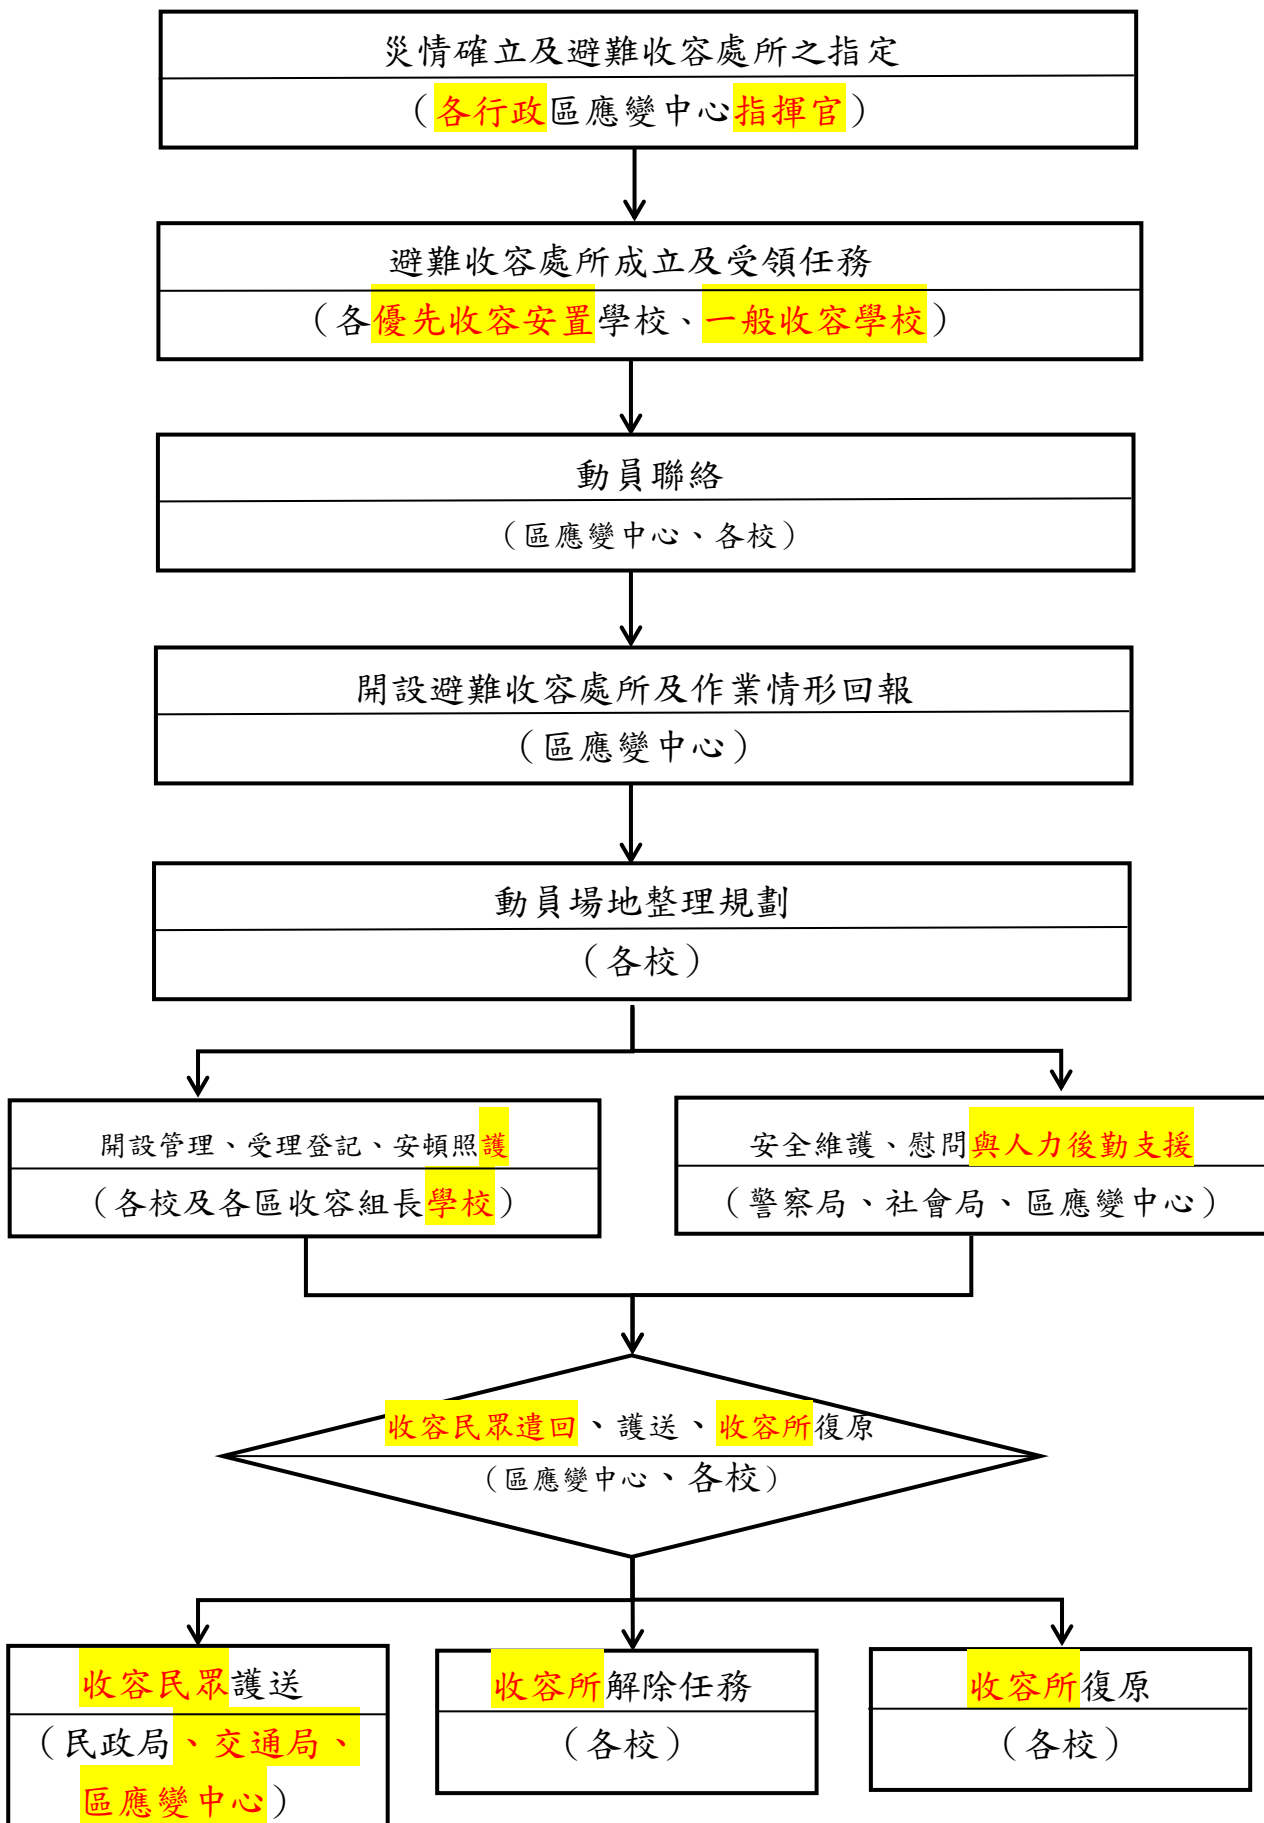 災情確立及避難收容處所之指定
（各行政區應變中心指揮官）
避難收容處所成立及受領任務
（各優先收容安置學校、一般收容學校）
動員聯絡
（區應變中心、各校）
開設避難收容處所及作業情形回報
（區應變中心）
動員場地整理規劃
（各校）
開設管理、受理登記、安頓照護
（各校及各區收容組長學校）
安全維護、慰問與人力後勤支援
（警察局、社會局、區應變中心）
收容民眾遣回、護送、收容所復原
（區應變中心、各校）
收容民眾護送
（民政局、交通局、
區應變中心）
收容所解除任務
（各校）
收容所復原
（各校）